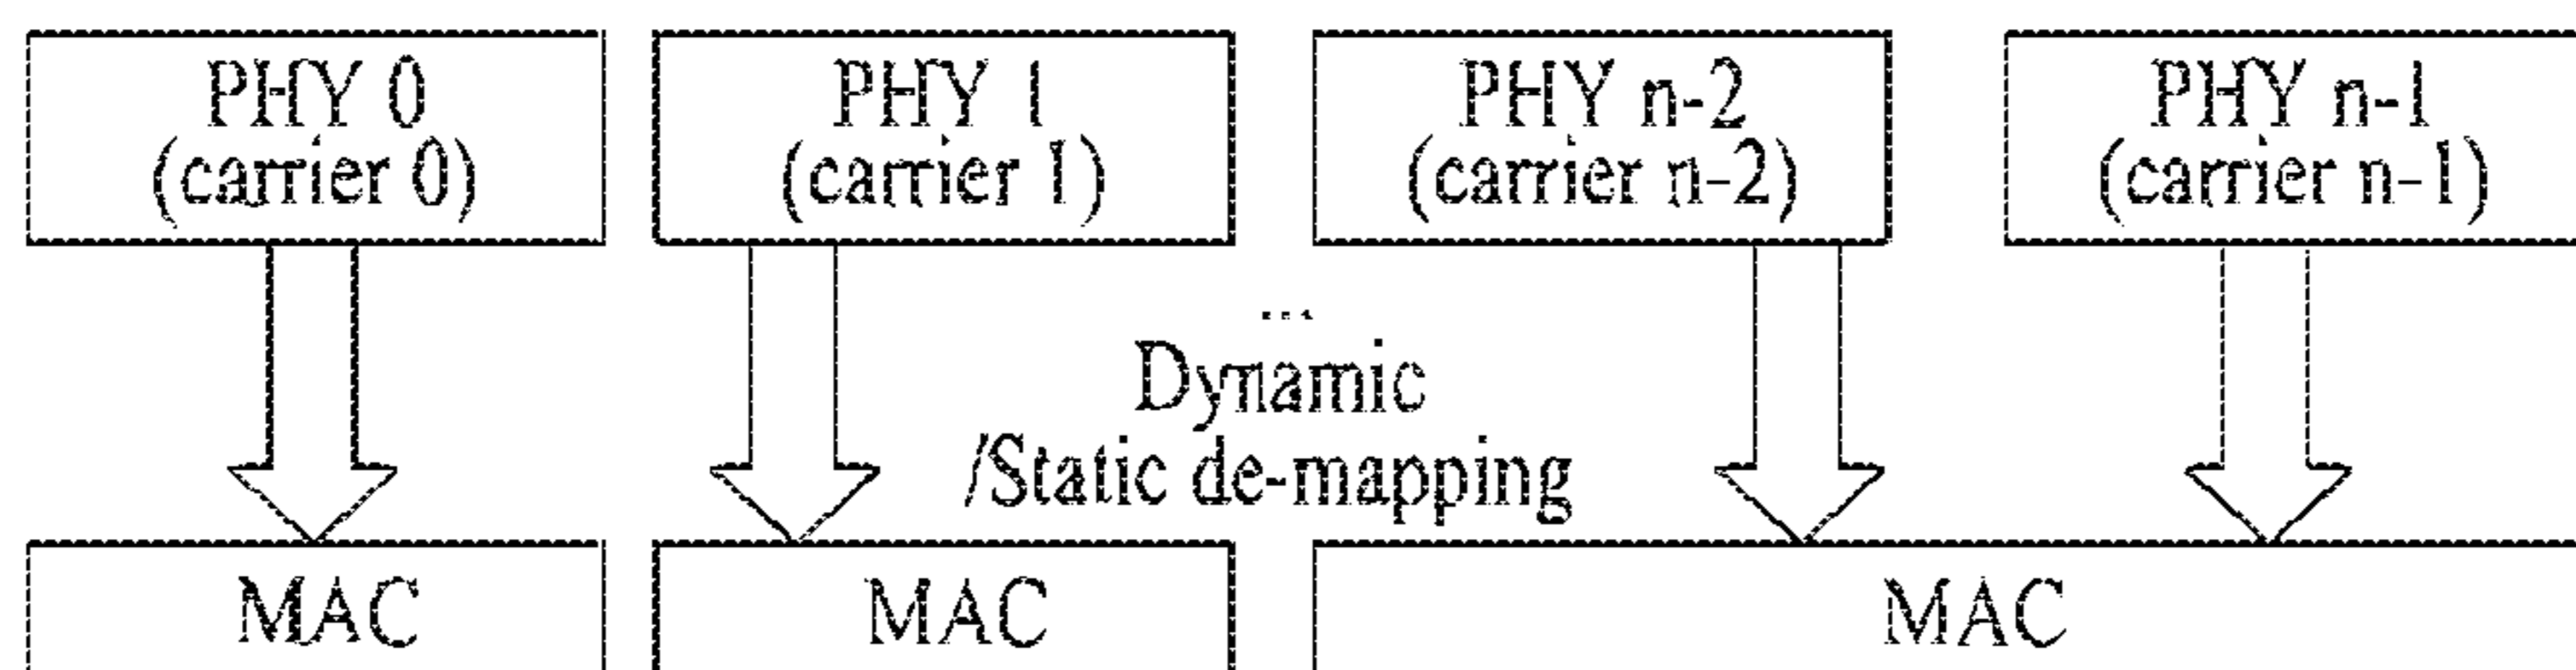 PHY 0
(carrier 0)
PHY 1
(carrier 1)
PHY n-2
(carrier n-2)
PHY n-1
(carrier n-1)
...
Dynamic
/Static de-mapping
MAC
MAC
MAC